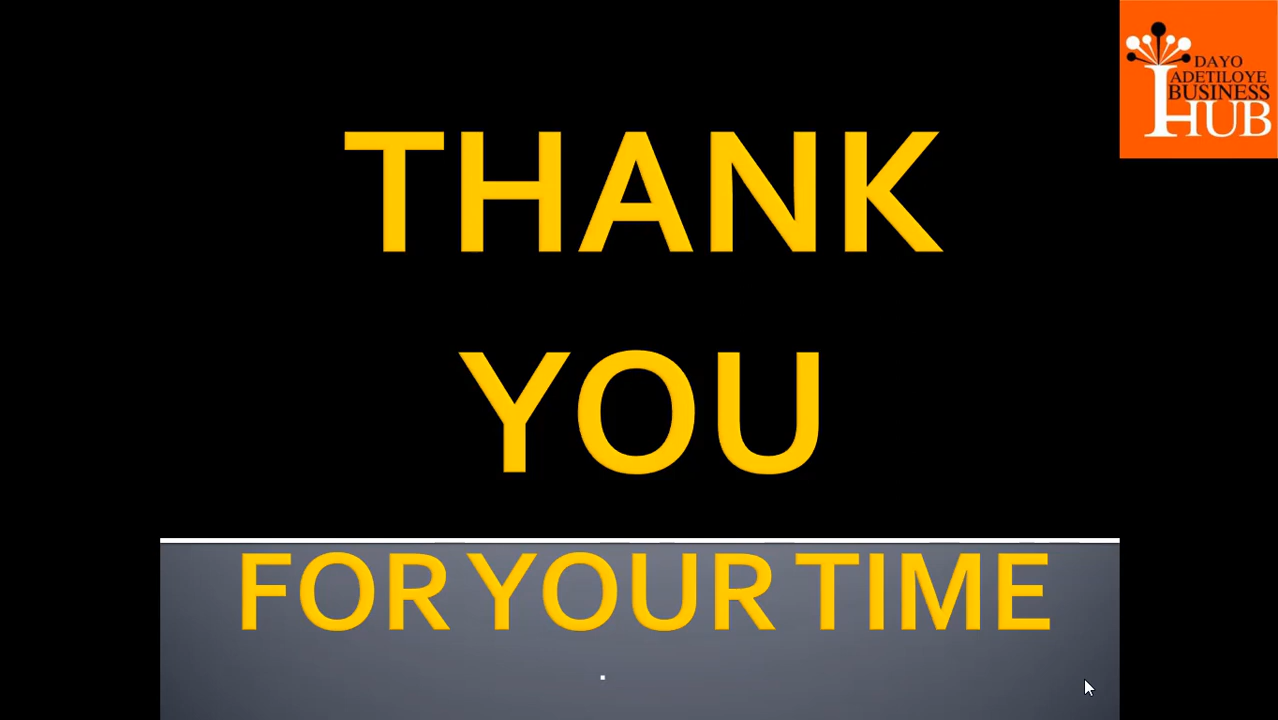 DAYO
ADETILOYE
BUSINESS
HUB
THANK
YOU
FOR YOUR TIME
.